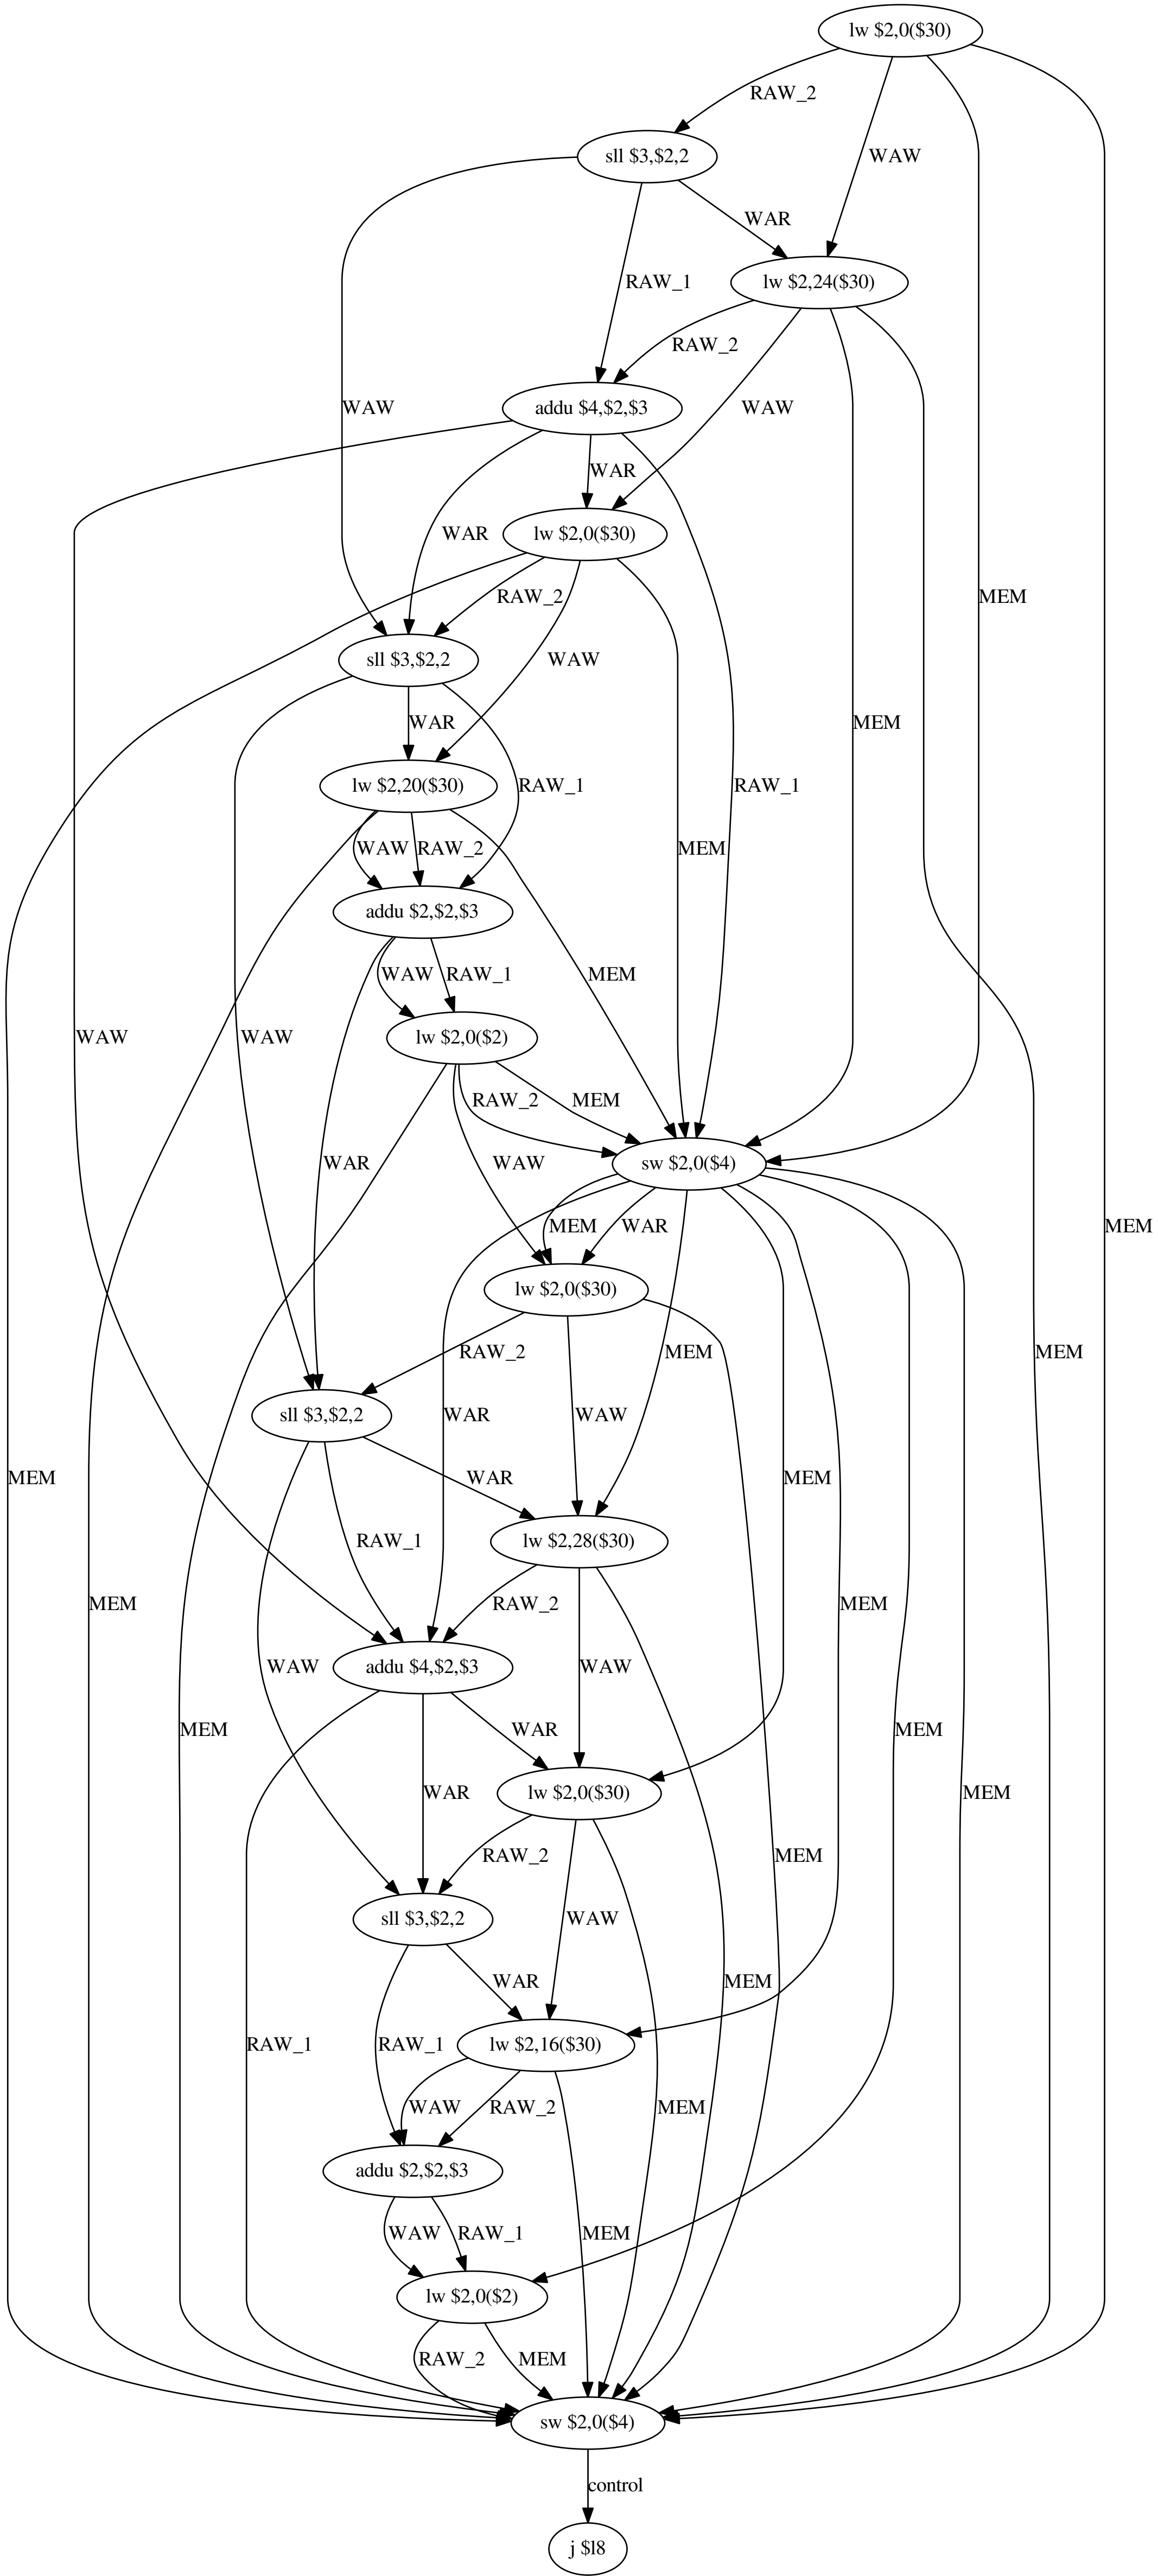 lw $2,0($30)
RAW_2
sll $3,$2,2
WAW
WAR
lw $2,24($30)
RAW_1
RAW_2
addu $4,$2,$3
WAW
WAW
WAR
lw $2,0($30)
WAR
RAW_2
MEM
sll $3,$2,2
WAW
WAR
MEM
lw $2,20($30)
RAW_1
RAW_1
WAW
RAW_2
MEM
addu $2,$2,$3
WAW
RAW_1
MEM
WAW
WAW
lw $2,0($2)
MEM
RAW_2
MEM
WAR
WAW
sw $2,0($4)
MEM
WAR
MEM
lw $2,0($30)
RAW_2
MEM
sll $3,$2,2
WAR
WAW
MEM
WAR
MEM
RAW_1
lw $2,28($30)
MEM
RAW_2
MEM
WAW
addu $4,$2,$3
WAW
MEM
WAR
MEM
WAR
lw $2,0($30)
MEM
RAW_2
MEM
sll $3,$2,2
WAW
WAR
MEM
RAW_1
RAW_1
lw $2,16($30)
WAW
RAW_2
MEM
addu $2,$2,$3
WAW
RAW_1
MEM
lw $2,0($2)
RAW_2
MEM
sw $2,0($4)
control
j $l8